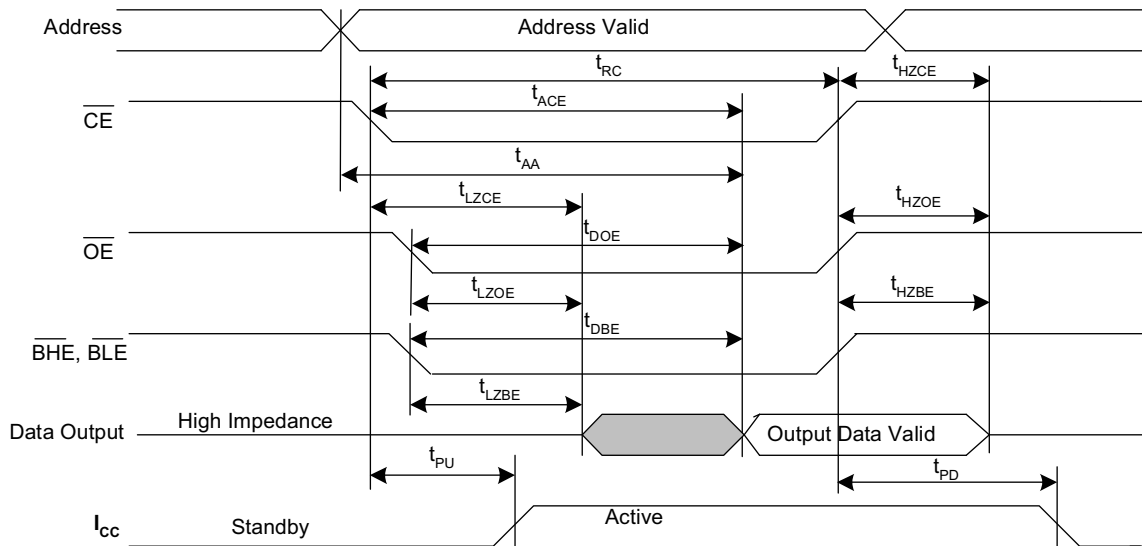 Address
Address Valid
tRC
tHZCE
tACE
CE
tAA
tLZCE
tHZOE
OE
tDOE
tLZOE
tHZBE
tDBE
BHE, BLE
tLZBE
Data Output
High Impedance
Output Data Valid
tPU
tPD
ICC
Standby
Active